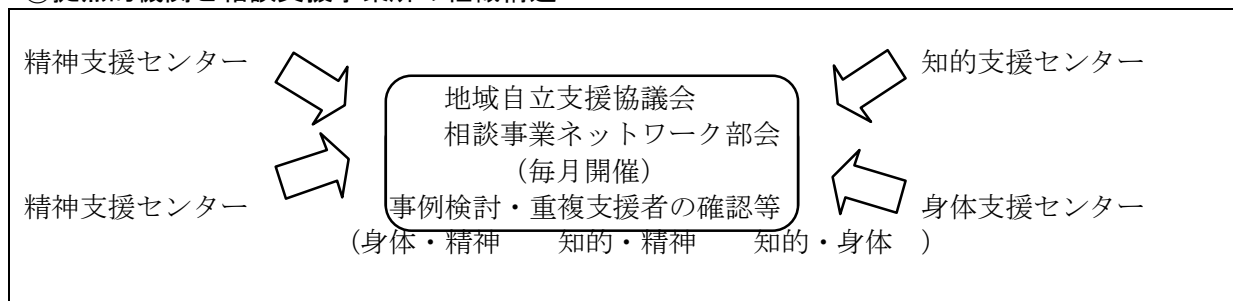 精神支援センター
知的支援センター
地域自立支援協議会
相談事業ネットワーク部会
（毎月開催）
精神支援センター
事例検討・重複支援者の確認等
身体支援センター
（身体・精神　　知的・精神　　知的・身体　）